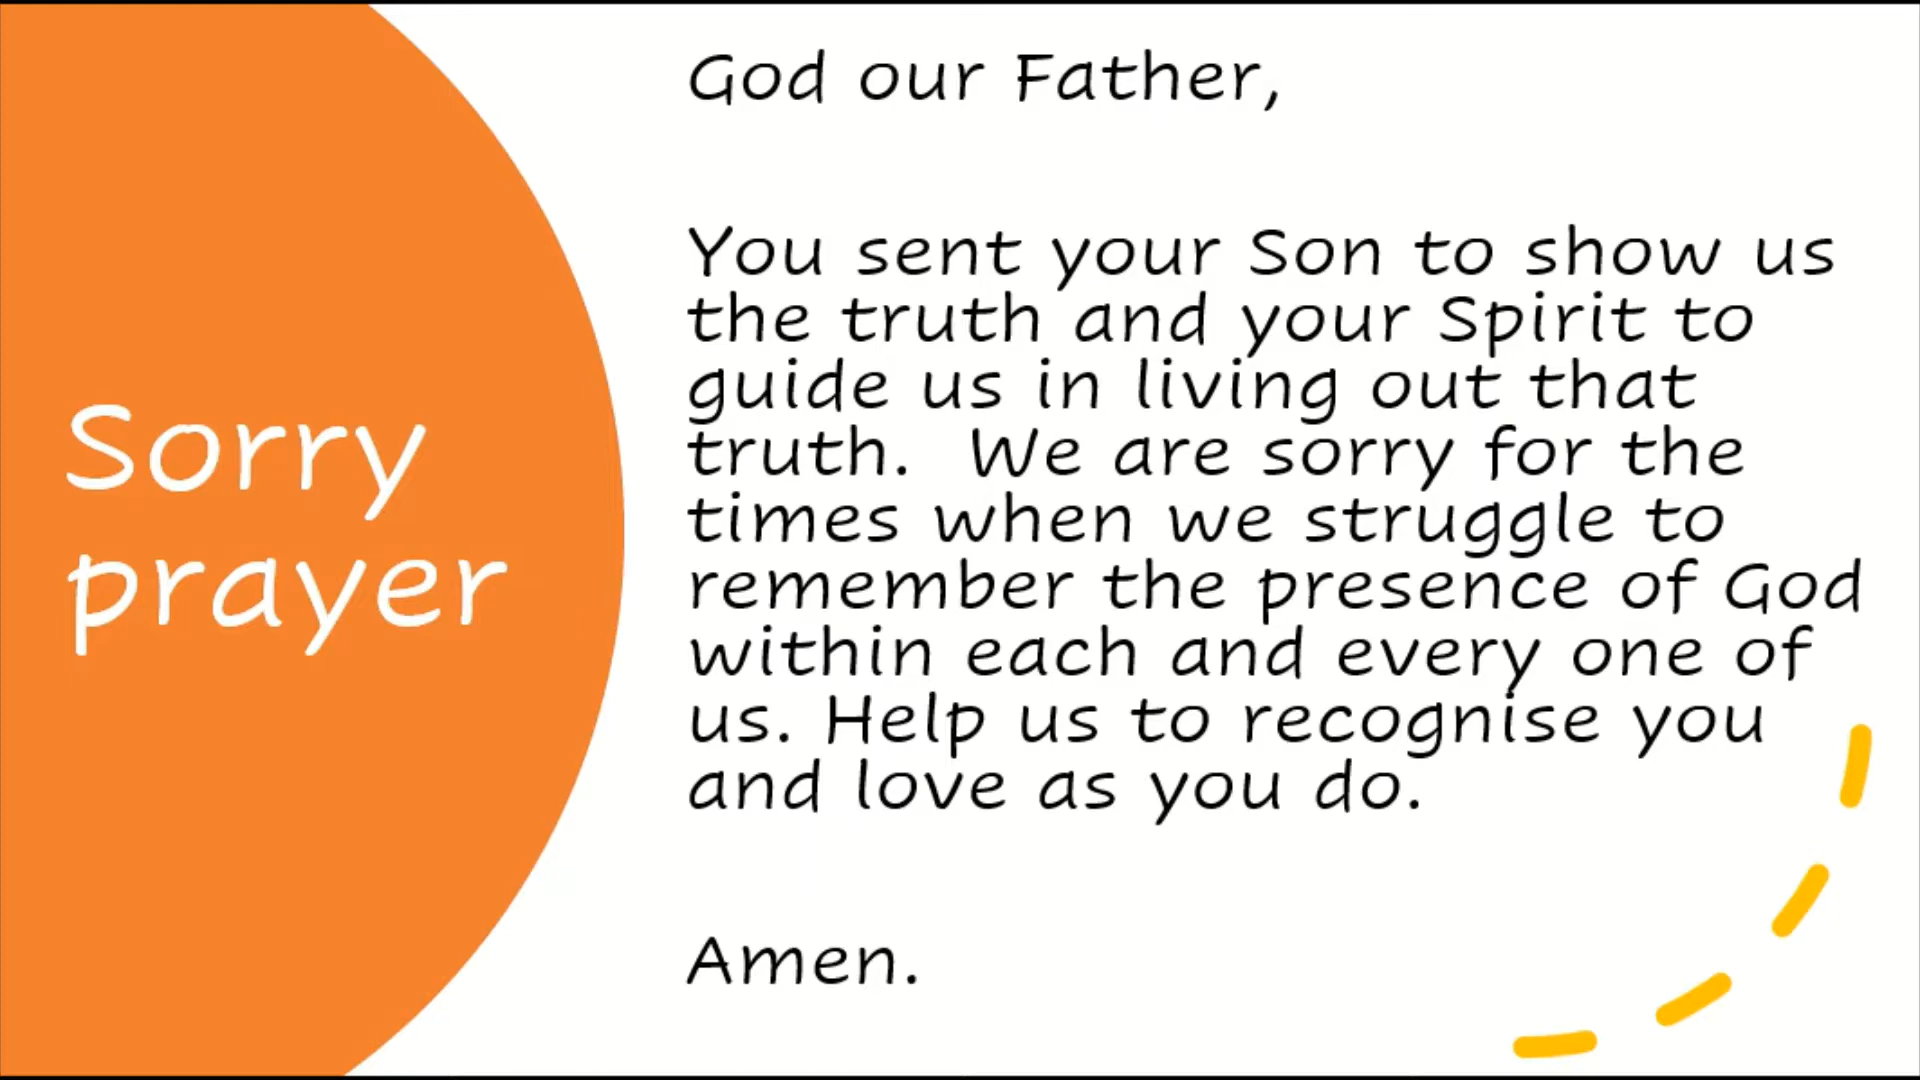 Sorry
prayer
God our Father,
You sent your Son to show us
the truth and your Spirit to
guide us in living out that
truth.  We are sorry for the
times when we struggle to
remember the presence of God
within each and every one of
us. Help us to recognise you
and love as you do.
Amen.